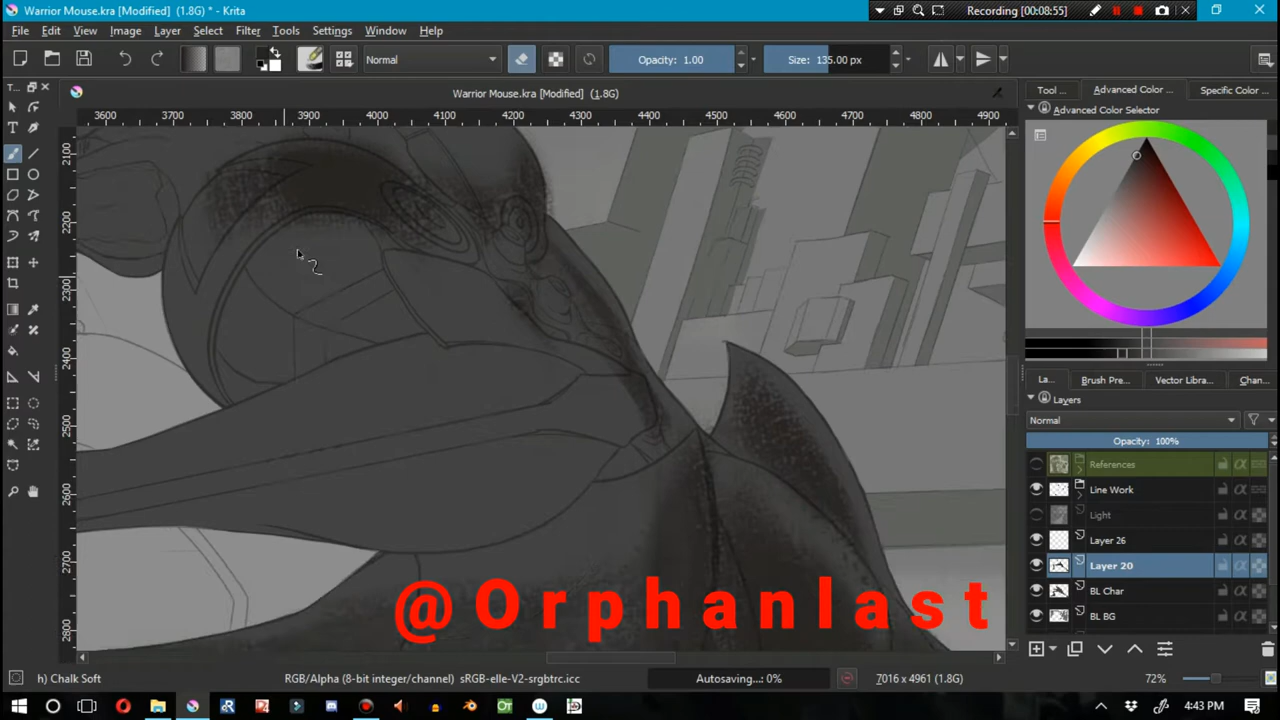 Warrior Mouse.kra [Modified] (1.8G) * - Krita
Recording [00:08:55]
File Edit View Image Layer Select Filter Tools Settings Window Help
Normal
Opacity: 1.00
Size: 135.00 px
T...
Warrior Mouse.kra [Modified] (1.8G)
Tool ...
Advanced Color ...
Specific Color ...
3600 3700 3800 3900 4000 4100 4200 4300 4400 4500 4600 4700 4800 4900
Advanced Color Selector
2100
2200
2300
2400
2500
2600
2700
2800
La...
Brush Pre...
Vector Libra...
Chan...
Layers
Normal
Opacity: 100%
References
Line Work
Light
Layer 26
Layer 20
BL Char
BL BG
@Orphanlast
h) Chalk Soft
RGB/Alpha (8-bit integer/channel) sRGB-elle-V2-srgbtrc.icc
Autosaving...: 0%
7016 x 4961 (1.8G)
72%
4:43 PM